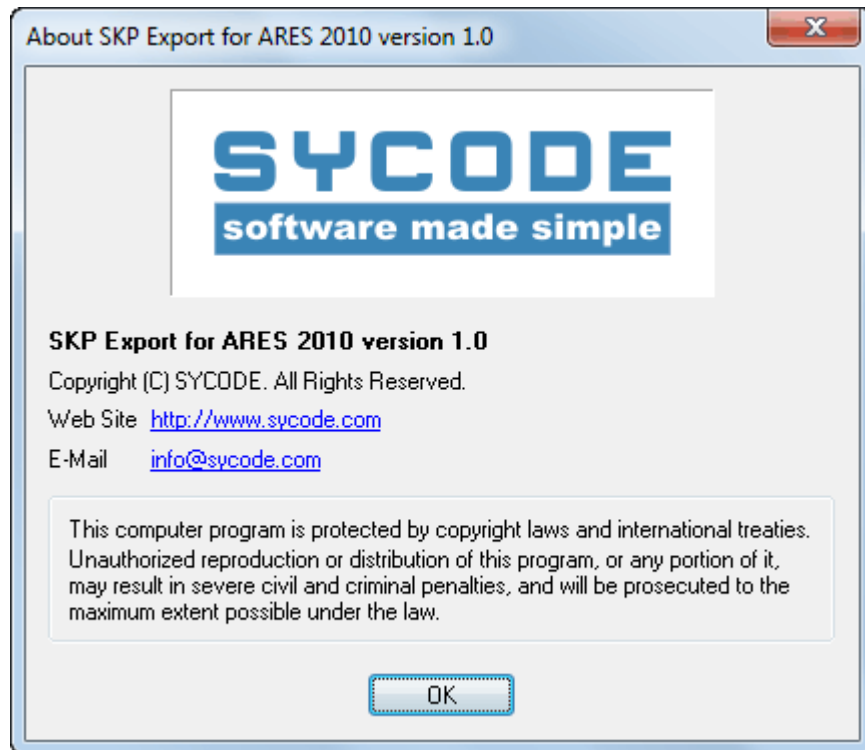 About SKP Export for ARES 2010 version 1.0
SYCODE
software made simple
SKP Export for ARES 2010 version 1.0
Copyright (C) SYCODE. All Rights Reserved.
Web Site http://www.sycode.com
E-Mail info@sycode.com
This computer program is protected by copyright laws and international treaties.
Unauthorized reproduction or distribution of this program, or any portion of it,
may result in severe civil and criminal penalties, and will be prosecuted to the
maximum extent possible under the law.
OK